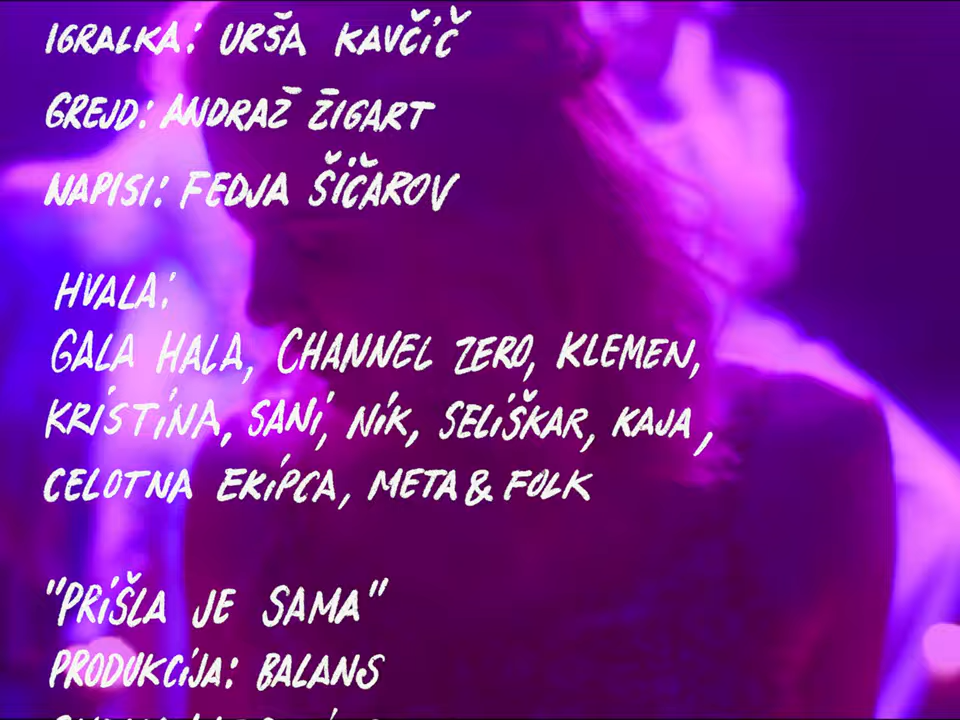 IGRALKA: URŠA KAVČIČ
GREJD: ANDRAŽ ŽIGART
NAPISI: FEDJA ŠIČAROV
HVALA:
GALA HALA, CHANNEL ZERO, KLEMEN,
KRISTINA, SANI, NIK, SELIŠKAR, KAJA,
CELOTNA EKIPCA, META & FOLK
"PRIŠLA JE SAMA"
PRODUKCIJA: BALANS